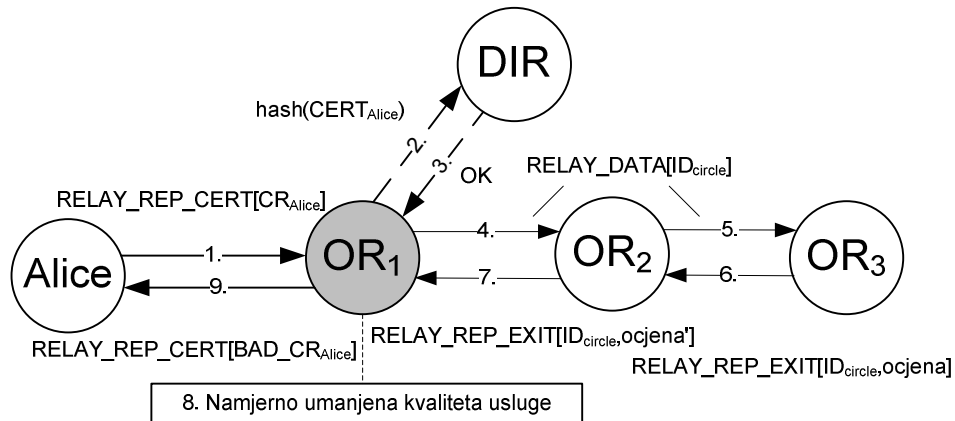 DIR
hash(CERTAlice)
2.
3.
OK
RELAY_DATA[IDcircle]
RELAY_REP_CERT[CRAlice]
Alice
1.
OR1
4.
OR2
5.
OR3
9.
7.
6.
RELAY_REP_CERT[BAD_CRAlice]
RELAY_REP_EXIT[IDcircle,ocjena']
RELAY_REP_EXIT[IDcircle,ocjena]
8. Namjerno umanjena kvaliteta usluge